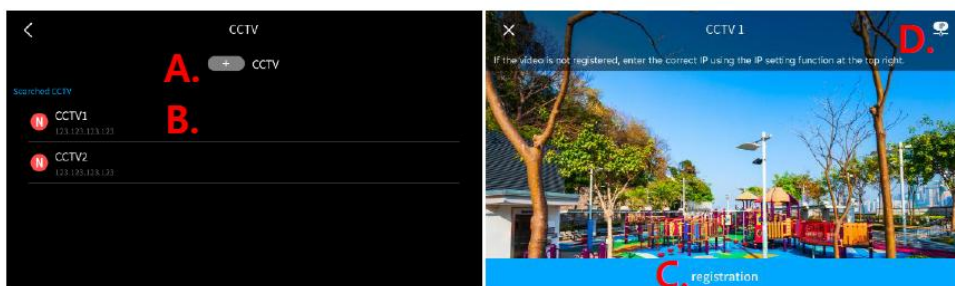 CCTV
A.
+ CCTV
Searched CCTV
B.
N CCTV1
123.123.123.123
N CCTV2
123.123.123.123
CCTV 1
D.
IP
If the video is not registered, enter the correct IP using the IP setting function at the top right.
C. registration